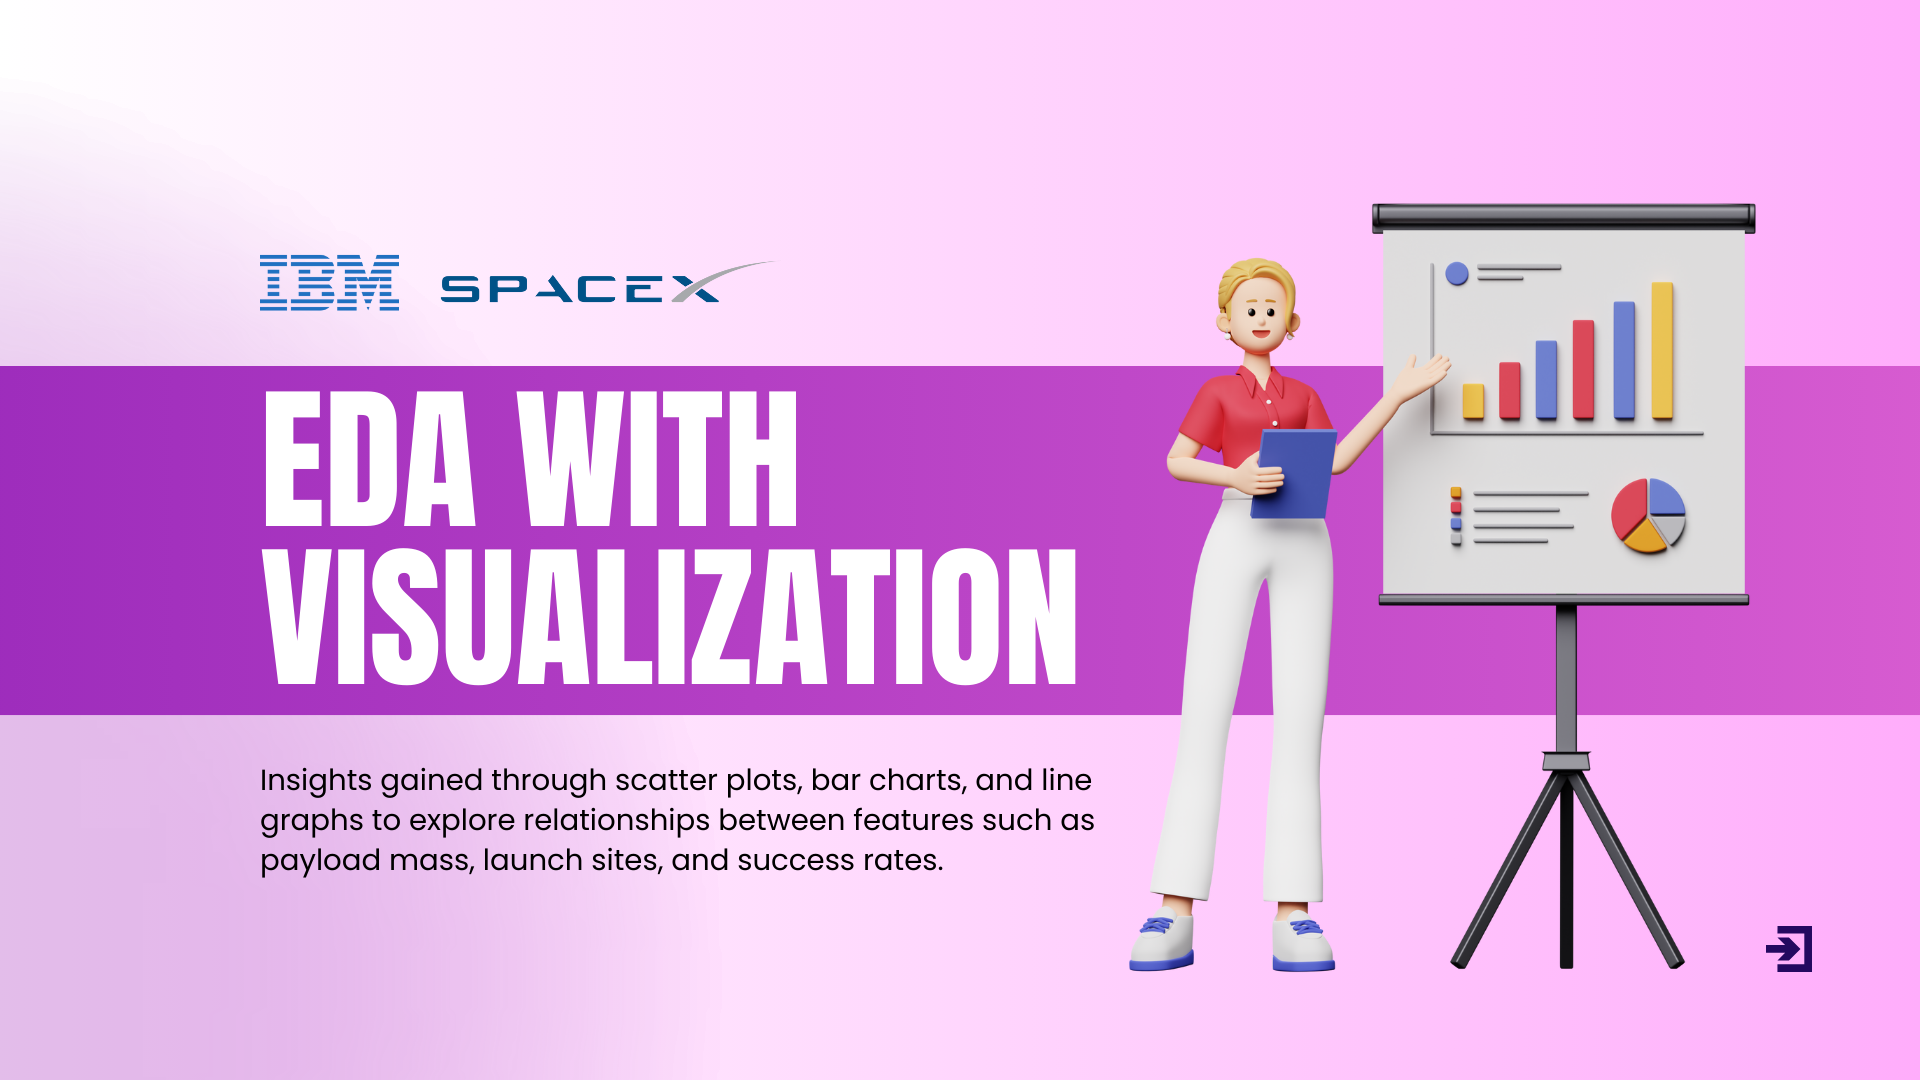 IBM SPACEX
EDA WITH
VISUALIZATION
Insights gained through scatter plots, bar charts, and line
graphs to explore relationships between features such as
payload mass, launch sites, and success rates.